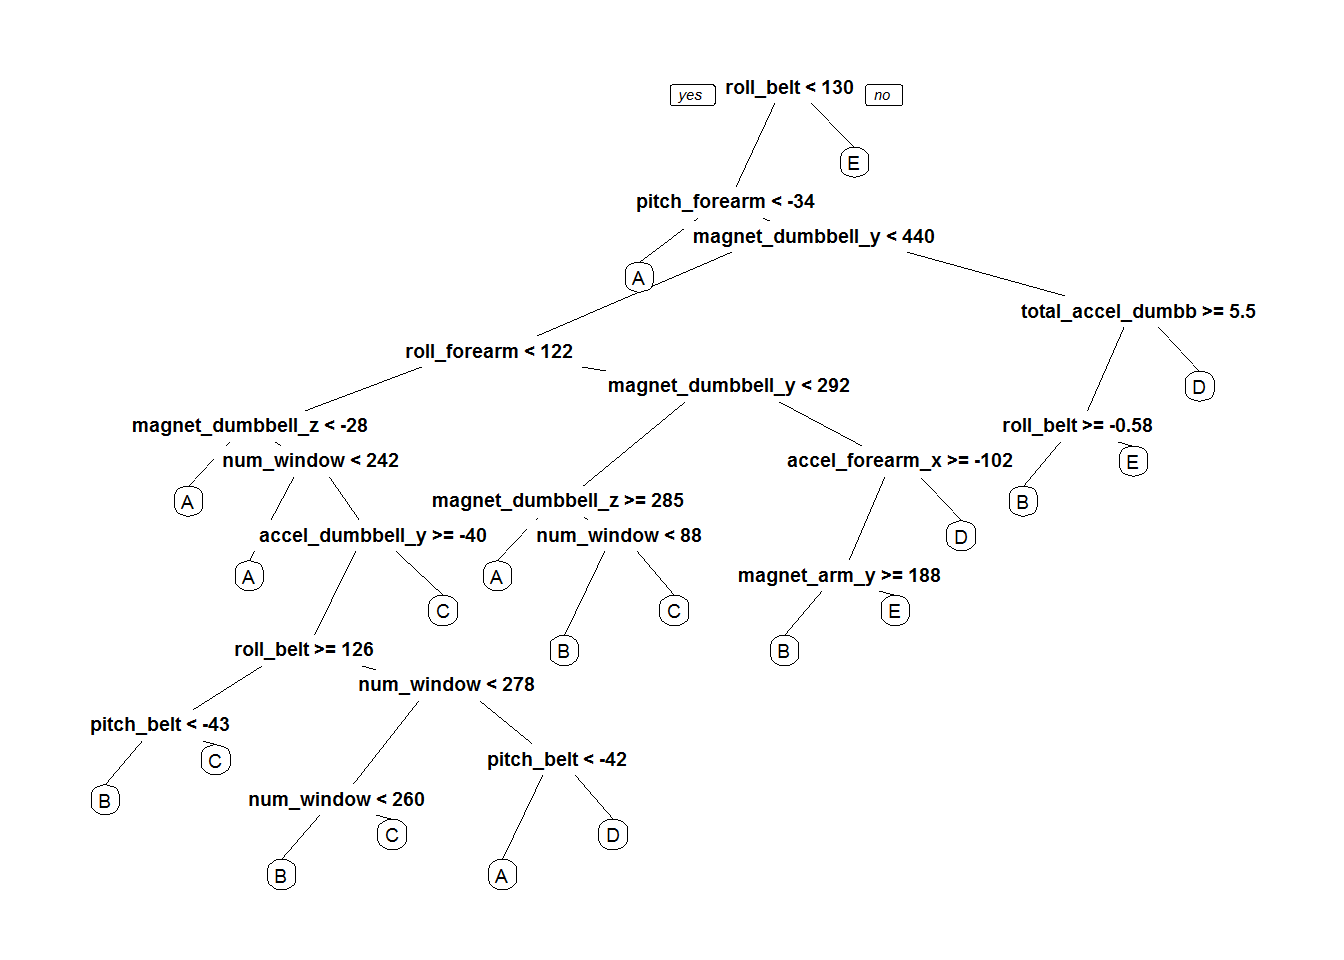 yes roll_belt < 130 no
E
pitch_forearm < -34
magnet_dumbbell_y < 440
A
total_accel_dumbb >= 5.5
roll_forearm < 122
magnet_dumbbell_y < 292
D
magnet_dumbbell_z < -28
roll_belt >= -0.58
num_window < 242
accel_forearm_x >= -102
E
A
magnet_dumbbell_z >= 285
B
accel_dumbbell_y >= -40
num_window < 88
D
A
A
magnet_arm_y >= 188
C
C
E
roll_belt >= 126
B
B
num_window < 278
pitch_belt < -43
C
pitch_belt < -42
B
num_window < 260
C
D
B
A